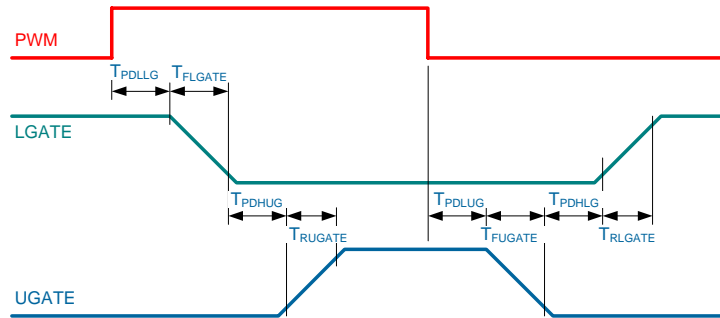 PWM
TPDLLG TFLGATE
LGATE
TPDHUG TPDLUG TPDHLG
TRUGATE TFUGATE TRLGATE
UGATE